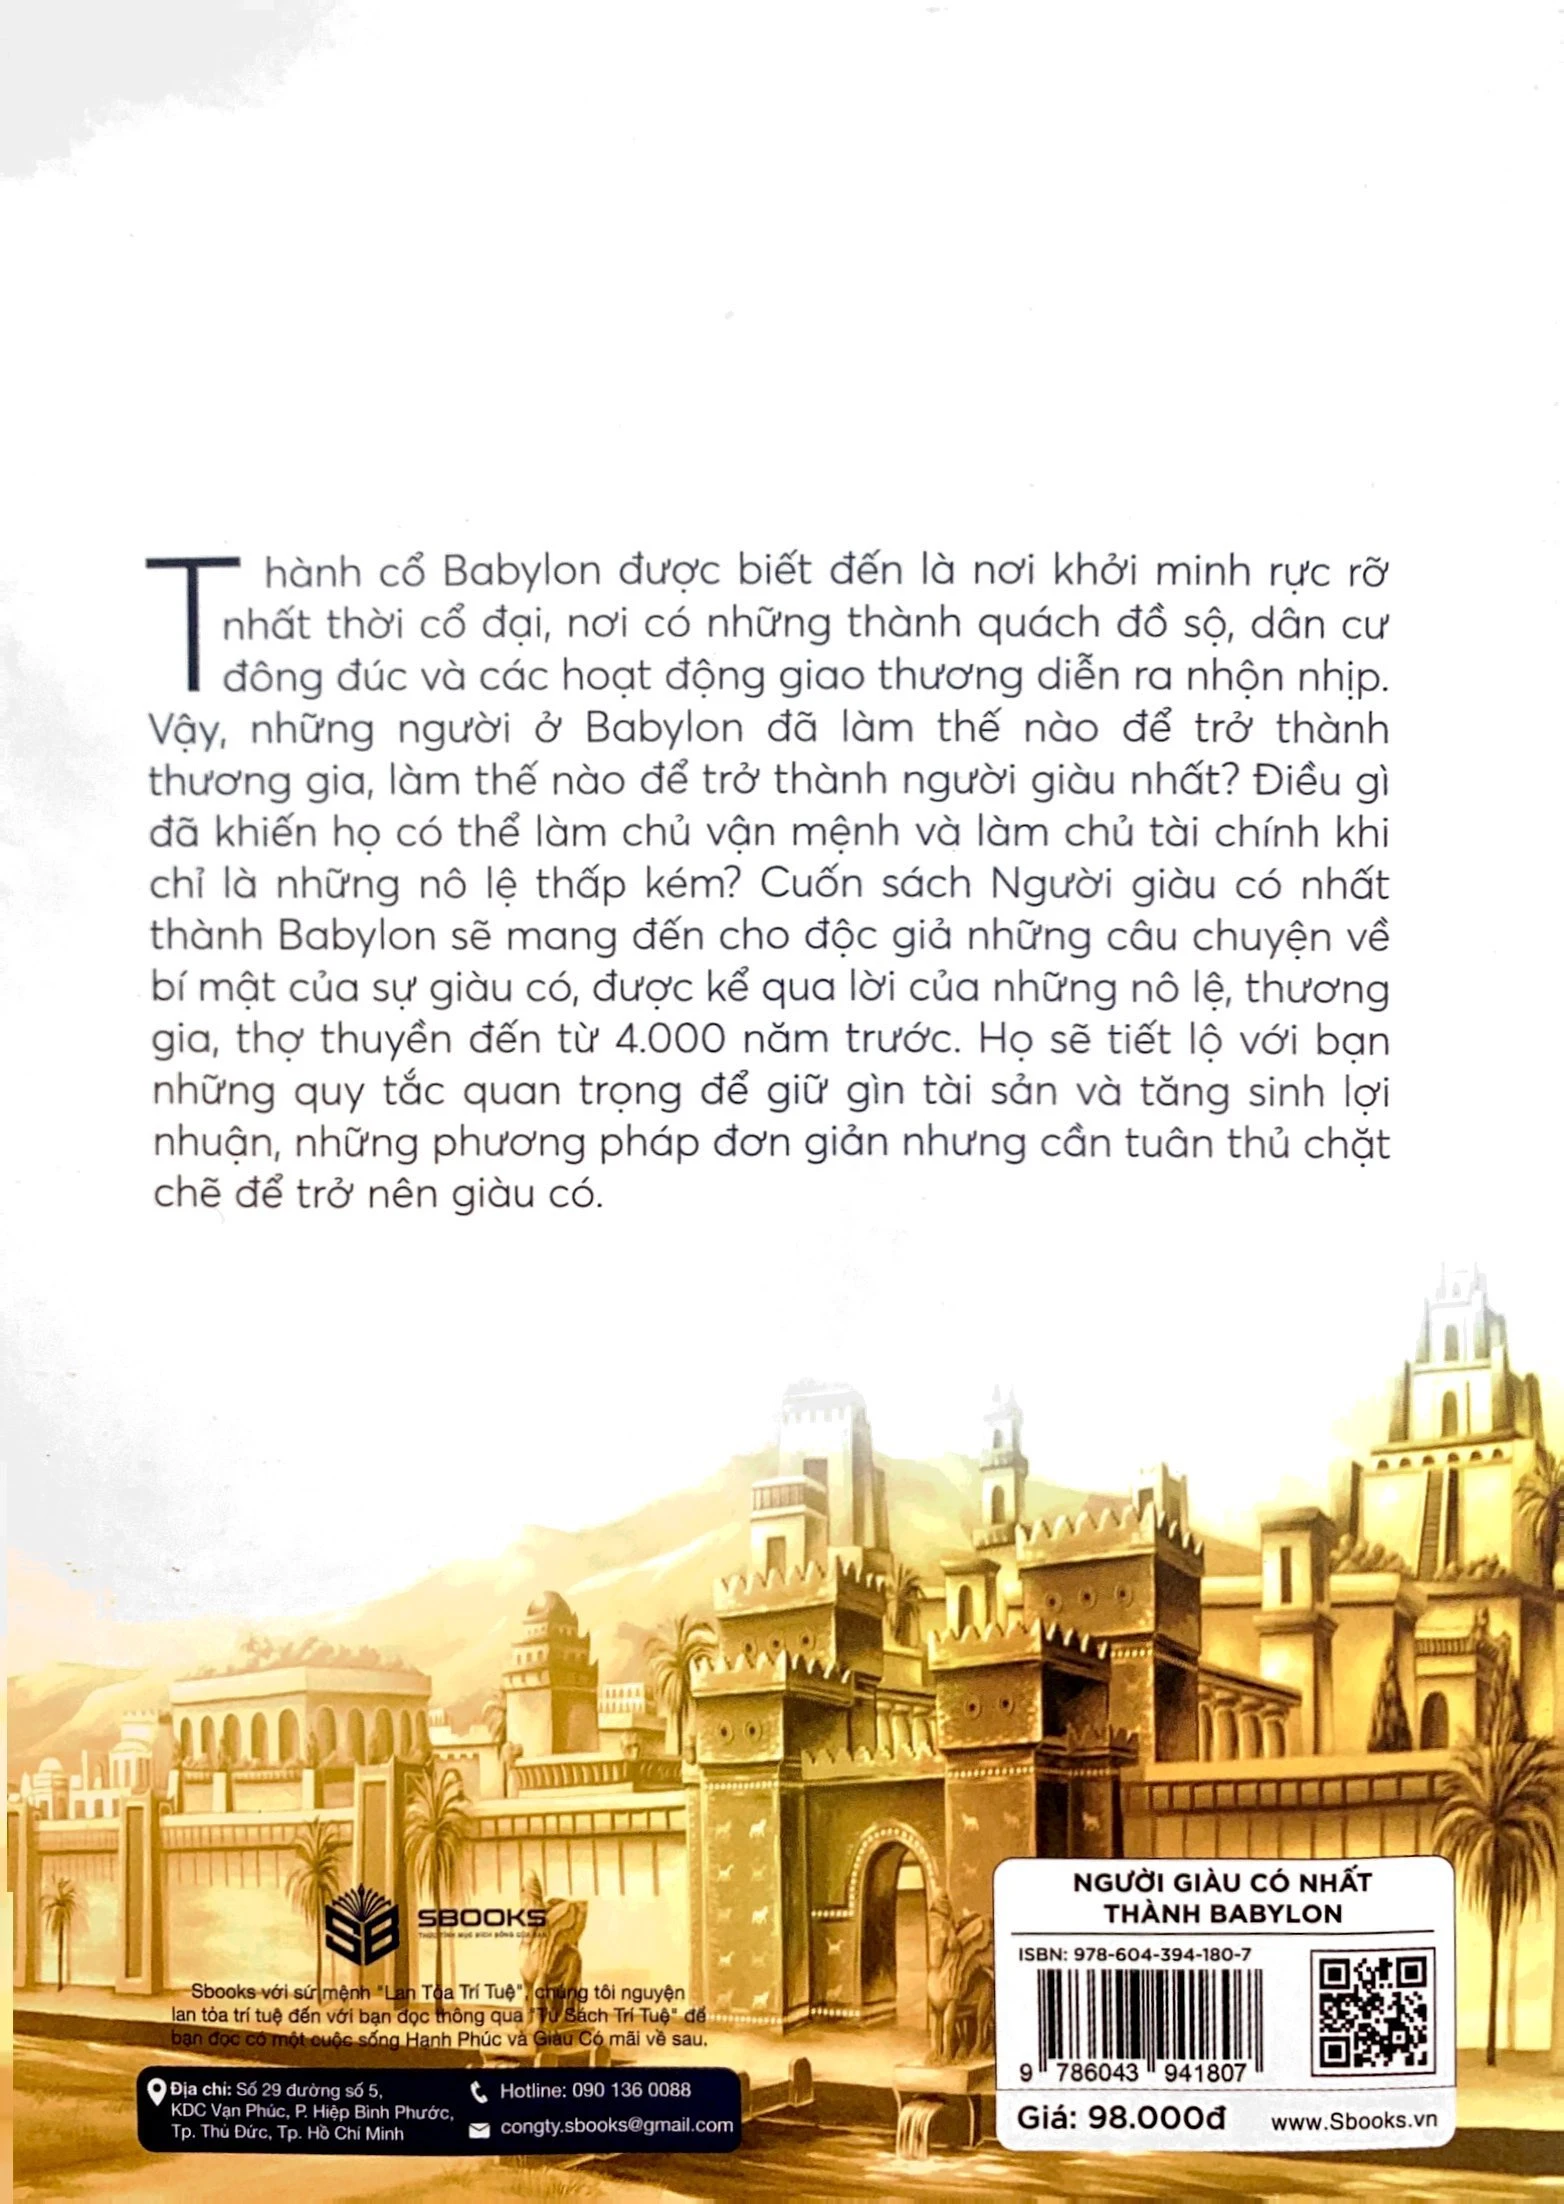 Thành cổ Babylon được biết đến là nơi khởi minh rực rỡ
nhất thời cổ đại, nơi có những thành quách đồ sộ, dân cư
đông đúc và các hoạt động giao thương diễn ra nhộn nhịp.
Vậy, những người ở Babylon đã làm thế nào để trở thành
thương gia, làm thế nào để trở thành người giàu nhất? Điều gì
đã khiến họ có thể làm chủ vận mệnh và làm chủ tài chính khi
chỉ là những nô lệ thấp kém? Cuốn sách Người giàu có nhất
thành Babylon sẽ mang đến cho độc giả những câu chuyện về
bí mật của sự giàu có, được kể qua lời của những nô lệ, thương
gia, thợ thuyền đến từ 4.000 năm trước. Họ sẽ tiết lộ với bạn
những quy tắc quan trọng để giữ gìn tài sản và tăng sinh lợi
nhuận, những phương pháp đơn giản nhưng cần tuân thủ chặt
chẽ để trở nên giàu có.
SB
SBOOKS
Sbooks với sứ mệnh "Lan Tỏa Trí Tuệ", chúng tôi nguyện
lan tỏa trí tuệ đến với bạn đọc thông qua "Tủ Sách Trí Tuệ" để
bạn đọc có một cuộc sống Hạnh Phúc và Giàu Có mãi về sau.
Địa chỉ: Số 29 đường số 5,
KDC Vạn Phúc, P. Hiệp Bình Phước,
Tp. Thủ Đức, Tp. Hồ Chí Minh
Hotline: 090 136 0088
congty.sbooks@gmail.com
NGƯỜI GIÀU CÓ NHẤT
THÀNH BABYLON
ISBN: 978-604-394-180-7
9 786043 941807
Giá: 98.000đ
www.Sbooks.vn